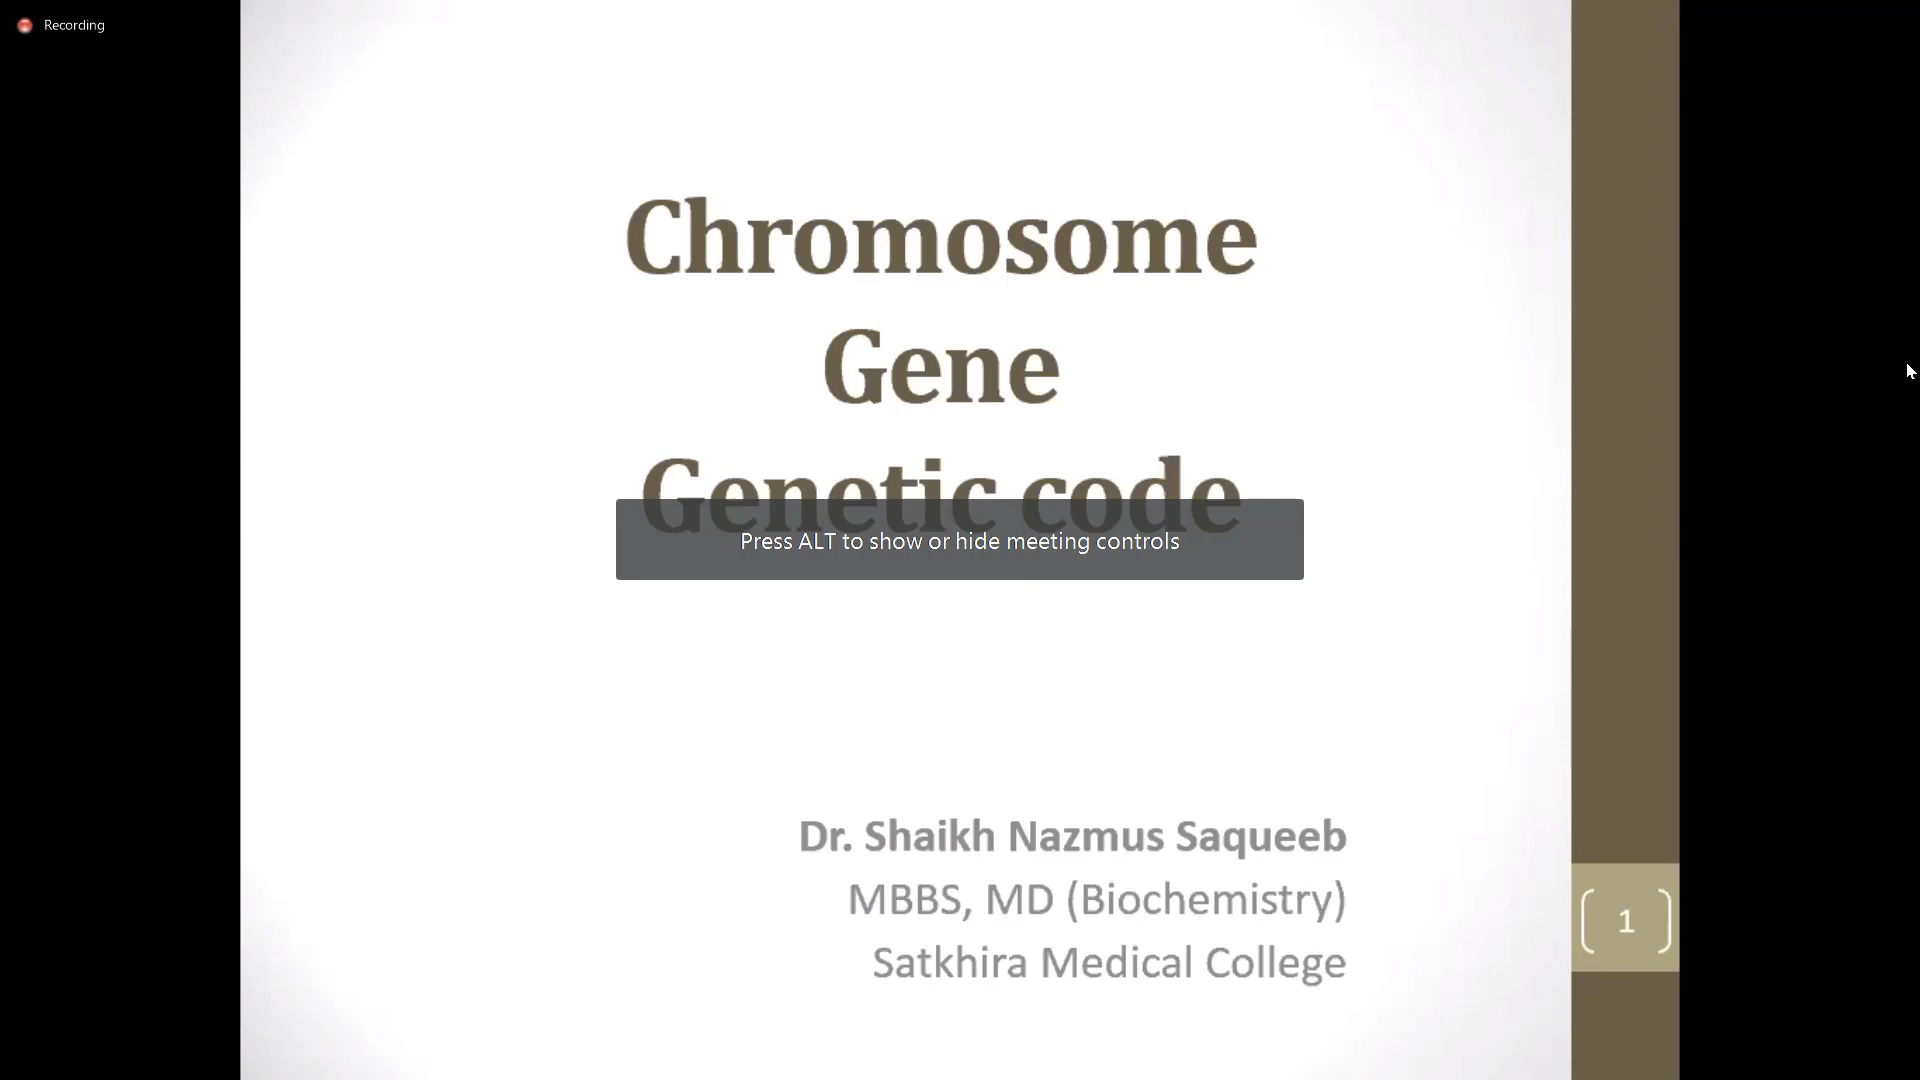 Recording
Chromosome
Gene
Genetic code
Press ALT to show or hide meeting controls
Dr. Shaikh Nazmus Saqueeb
MBBS, MD (Biochemistry)
Satkhira Medical College
1